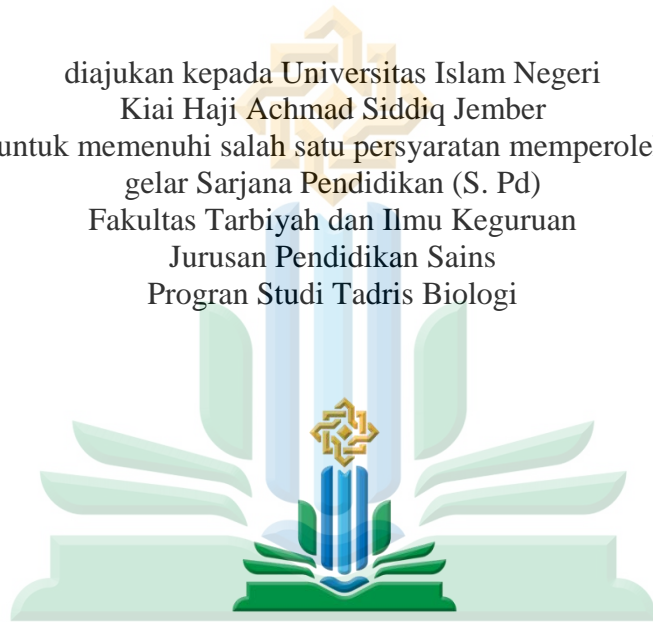 diajukan kepada Universitas Islam Negeri
Kiai Haji Achmad Siddiq Jember
untuk memenuhi salah satu persyaratan memperole
gelar Sarjana Pendidikan (S. Pd)
Fakultas Tarbiyah dan Ilmu Keguruan
Jurusan Pendidikan Sains
Progran Studi Tadris Biologi